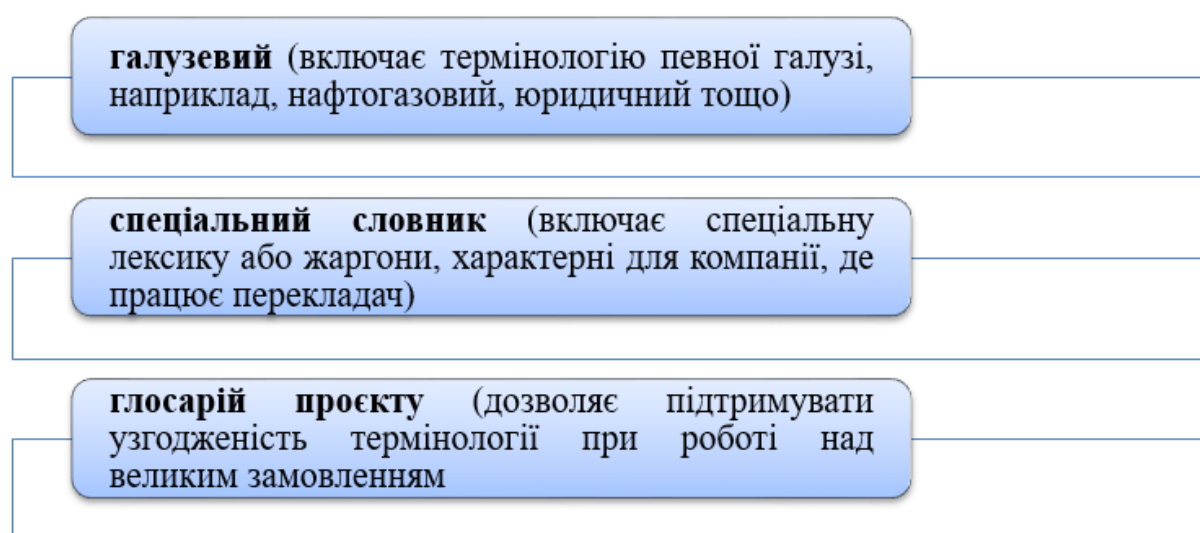 галузевий (включає термінологію певної галузі,
наприклад, нафтогазовий, юридичний тощо)
спеціальний словник (включає спеціальну
лексику або жаргони, характерні для компанії, де
працює перекладач)
глосарій проєкту (дозволяє підтримувати
узгодженість термінології при роботі над
великим замовленням